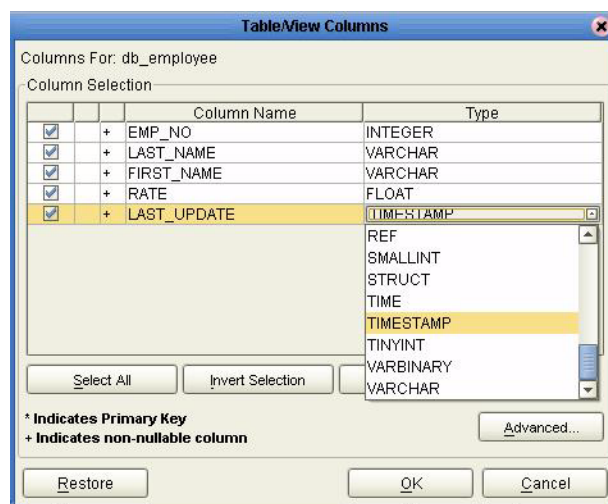 Table/View Columns
Columns For: db_employee
Column Selection
Column Name Type
+ EMP_NO INTEGER
+ LAST_NAME VARCHAR
+ FIRST_NAME VARCHAR
+ RATE FLOAT
+ LAST_UPDATE TIMESTAMP
REF
SMALLINT
STRUCT
TIME
TIMESTAMP
TINYINT
VARBINARY
VARCHAR
Select All Invert Selection
* Indicates Primary Key
+ Indicates non-nullable column
Advanced...
Restore OK Cancel